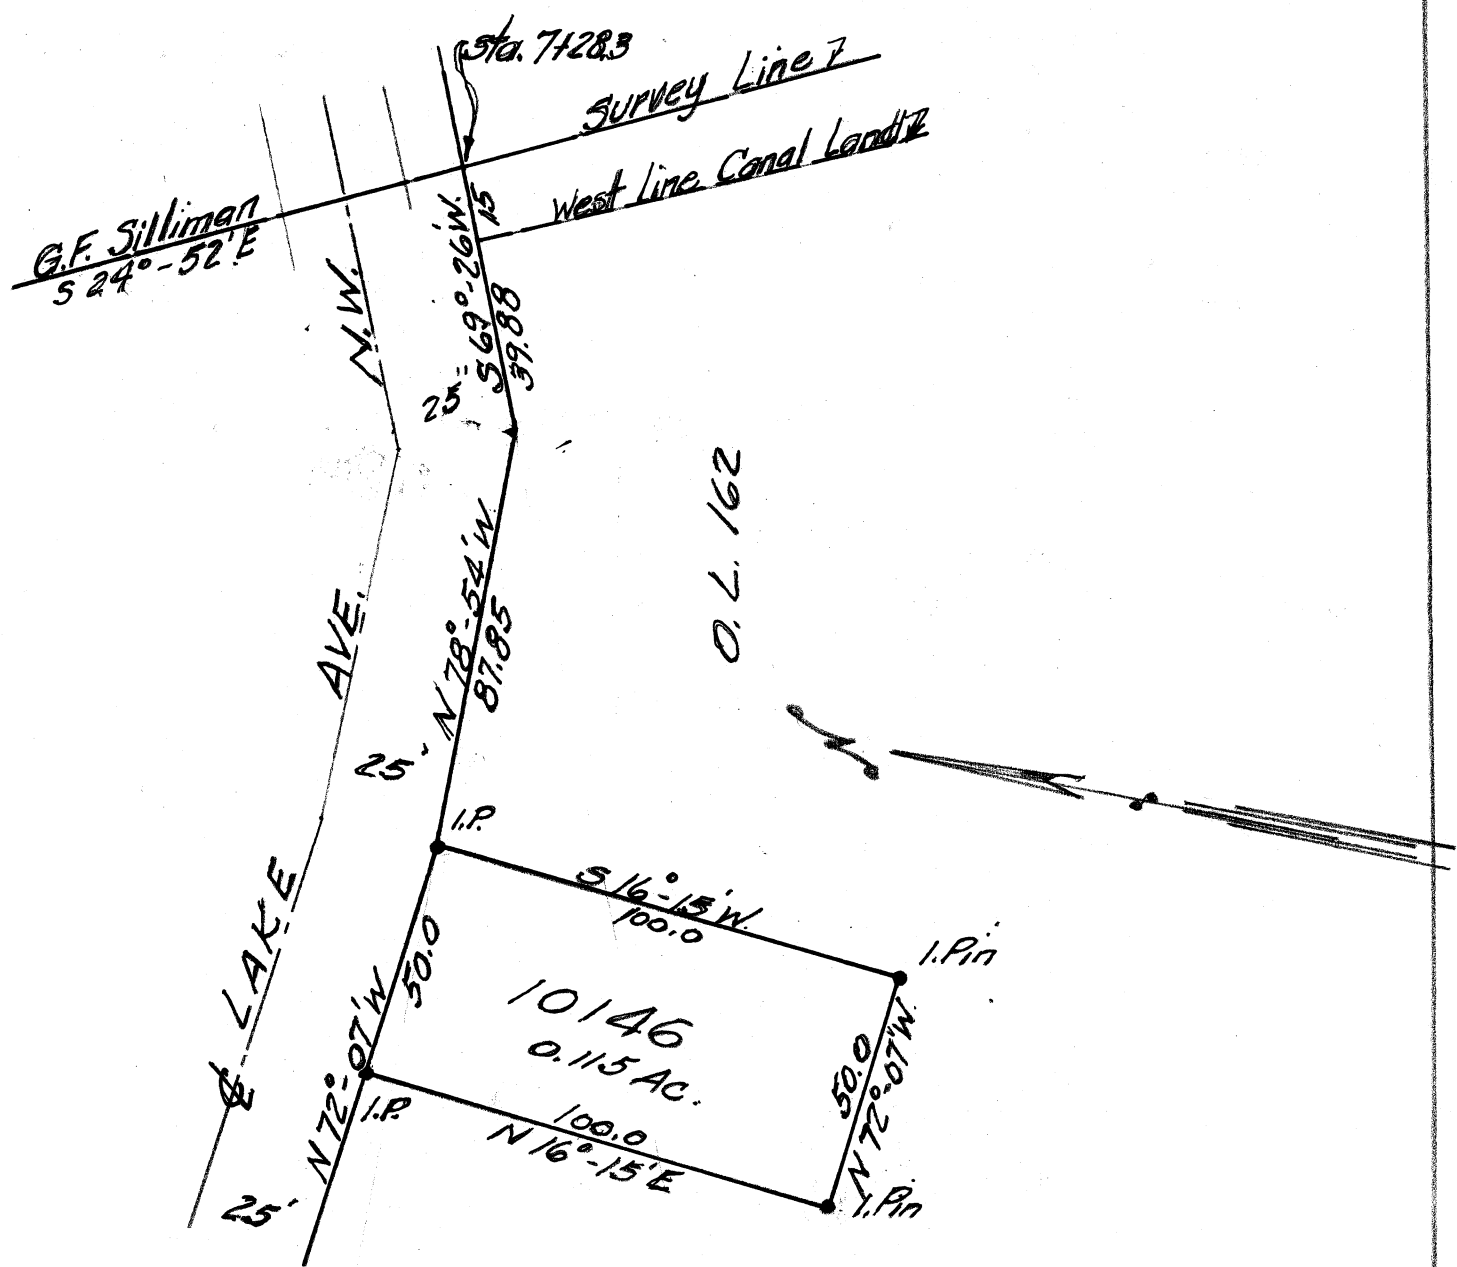 Sta. 7+28.3
Survey Line 7
West Line Canal Land
G.F. Silliman
S 24°-52' E
15
S 69°-26' W.
39.88
N.W.
25'
O. L. 162
N 78°-54' W
87.85
AVE.
25'
I.P.
S 16°-15' W.
100.0
I.Pin
LAKE
50.0
N 72°-07' W
10146
0.115 Ac.
50.0
N 72°-07' W.
℄
I.P.
100.0
N 16°-15' E
I.Pin
25'